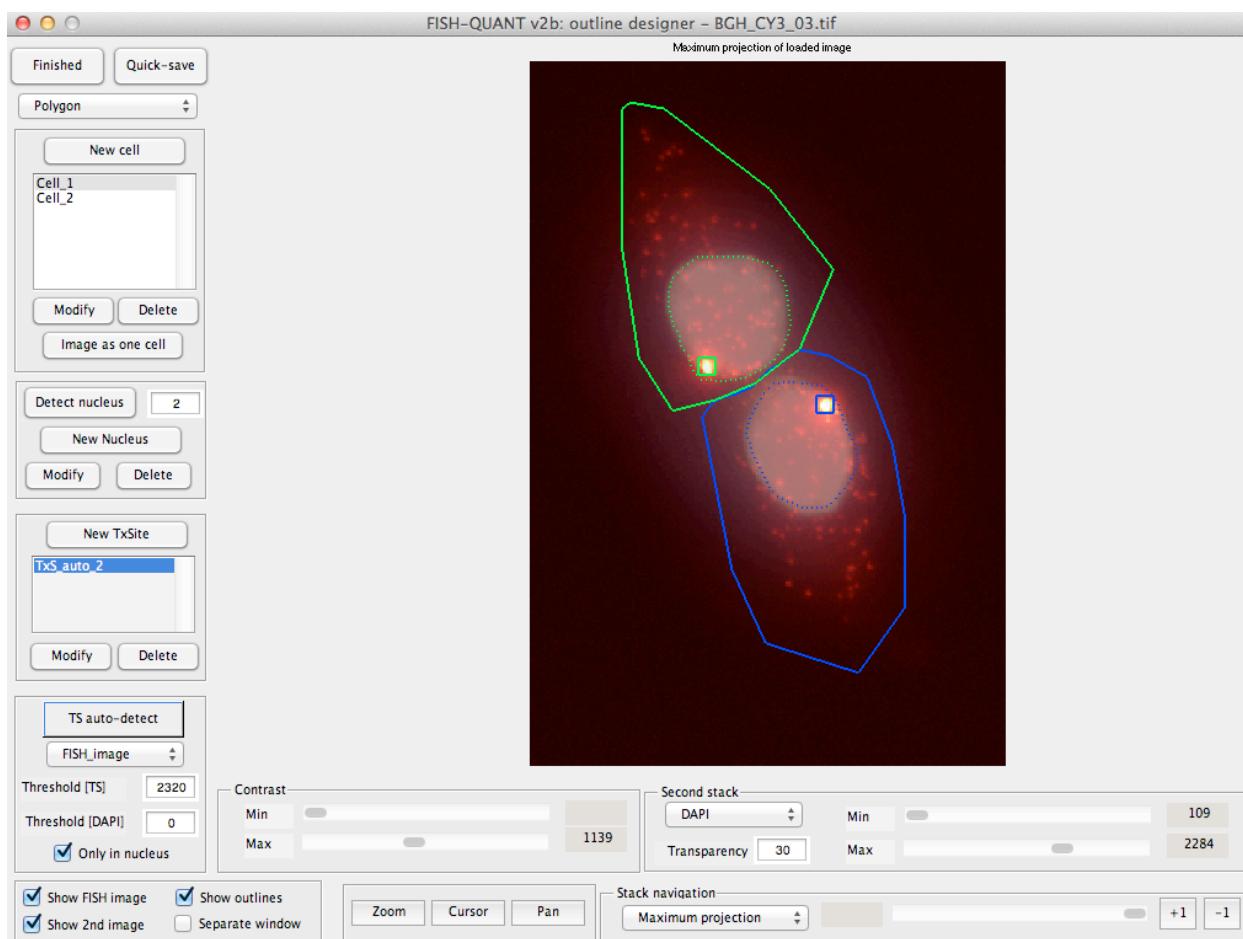 FISH-QUANT v2b: outline designer – BGH_CY3_03.tif
Finished
Quick-save
Polygon
New cell
Cell_1
Cell_2
Modify
Delete
Image as one cell
Detect nucleus
2
New Nucleus
Modify
Delete
New TxSite
TxS_auto_2
Modify
Delete
TS auto-detect
FISH_image
Threshold [TS]
2320
Threshold [DAPI]
0
Only in nucleus
Maximum projection of loaded image
Contrast
Min
Max
1139
Second stack
DAPI
Min
109
Transparency
30
Max
2284
Show FISH image
Show outlines
Show 2nd image
Separate window
Zoom
Cursor
Pan
Stack navigation
Maximum projection
+1
-1